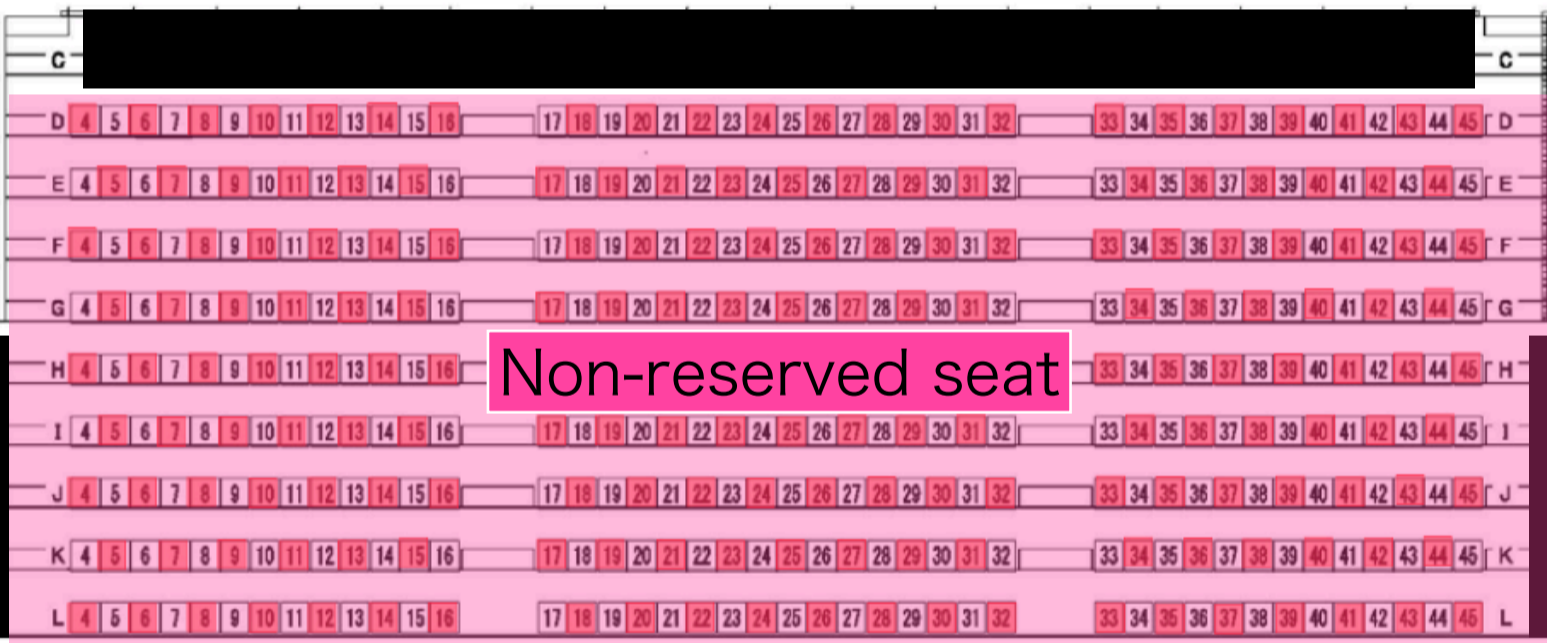 C C
D 4 5 6 7 8 9 10 11 12 13 14 15 16 17 18 19 20 21 22 23 24 25 26 27 28 29 30 31 32 33 34 35 36 37 38 39 40 41 42 43 44 45 D
E 4 5 6 7 8 9 10 11 12 13 14 15 16 17 18 19 20 21 22 23 24 25 26 27 28 29 30 31 32 33 34 35 36 37 38 39 40 41 42 43 44 45 E
F 4 5 6 7 8 9 10 11 12 13 14 15 16 17 18 19 20 21 22 23 24 25 26 27 28 29 30 31 32 33 34 35 36 37 38 39 40 41 42 43 44 45 F
G 4 5 6 7 8 9 10 11 12 13 14 15 16 17 18 19 20 21 22 23 24 25 26 27 28 29 30 31 32 33 34 35 36 37 38 39 40 41 42 43 44 45 G
H 4 5 6 7 8 9 10 11 12 13 14 15 16 Non-reserved seat 33 34 35 36 37 38 39 40 41 42 43 44 45 H
I 4 5 6 7 8 9 10 11 12 13 14 15 16 17 18 19 20 21 22 23 24 25 26 27 28 29 30 31 32 33 34 35 36 37 38 39 40 41 42 43 44 45 I
J 4 5 6 7 8 9 10 11 12 13 14 15 16 17 18 19 20 21 22 23 24 25 26 27 28 29 30 31 32 33 34 35 36 37 38 39 40 41 42 43 44 45 J
K 4 5 6 7 8 9 10 11 12 13 14 15 16 17 18 19 20 21 22 23 24 25 26 27 28 29 30 31 32 33 34 35 36 37 38 39 40 41 42 43 44 45 K
L 4 5 6 7 8 9 10 11 12 13 14 15 16 17 18 19 20 21 22 23 24 25 26 27 28 29 30 31 32 33 34 35 36 37 38 39 40 41 42 43 44 45 L